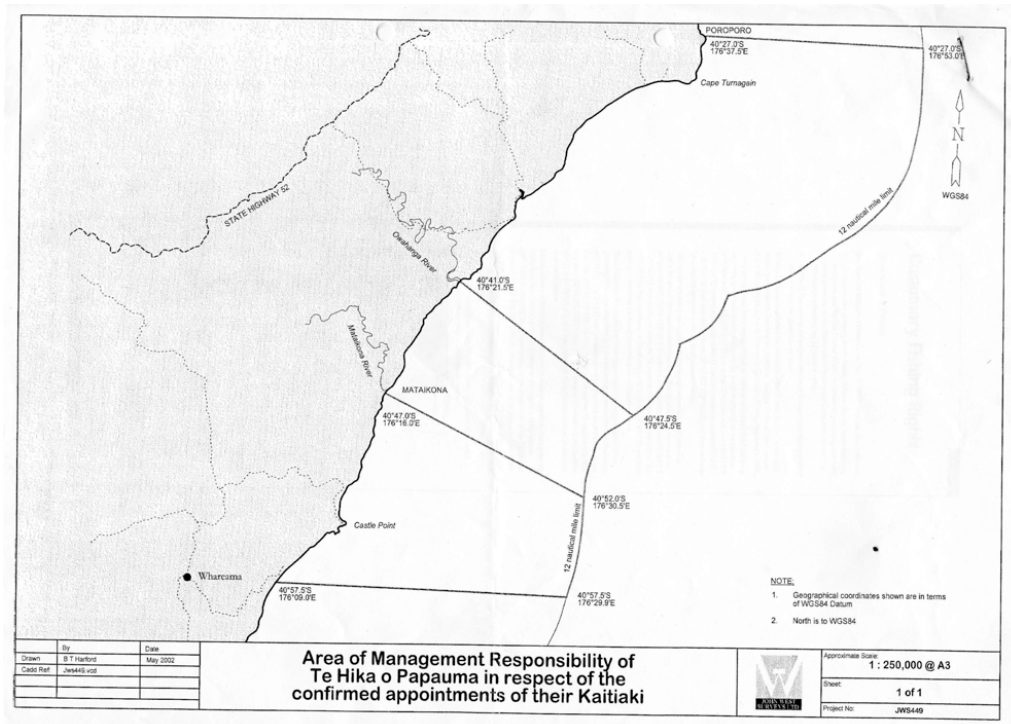 POROPORO
40°27.0'S
176°37.5'E
40°27.0'S
176°53.0'E
Cape Turnagain
N
WGS84
STATE HIGHWAY 52
12 nautical mile limit
Owahanga River
40°41.0'S
176°21.5'E
Mataikona River
MATAIKONA
40°47.0'S
176°16.0'E
40°47.5'S
176°24.5'E
40°52.0'S
176°30.5'E
Castle Point
12 nautical mile limit
Whareama
40°57.5'S
176°09.0'E
40°57.5'S
176°29.9'E
NOTE:
1. Geographical coordinates shown are in terms
of WGS84 Datum
2. North is to WGS84
By Date
Drawn B T Harford May 2002
Cadd Ref: Jws449.vcd
Area of Management Responsibility of
Te Hika o Papauma in respect of the
confirmed appointments of their Kaitiaki
JOHN WEST
SURVEYS LTD
Approximate Scale:
1 : 250,000 @ A3
Sheet:
1 of 1
Project No: JWS449